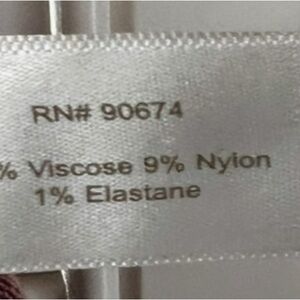 RN# 90674
% Viscose 9% Nylon
1% Elastane